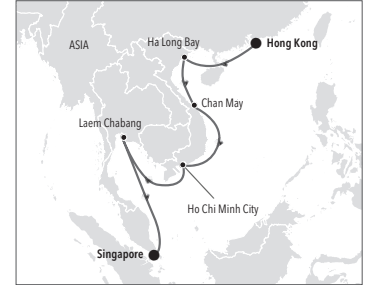 ASIA
Ha Long Bay
Hong Kong
Chan May
Laem Chabang
Ho Chi Minh City
Singapore